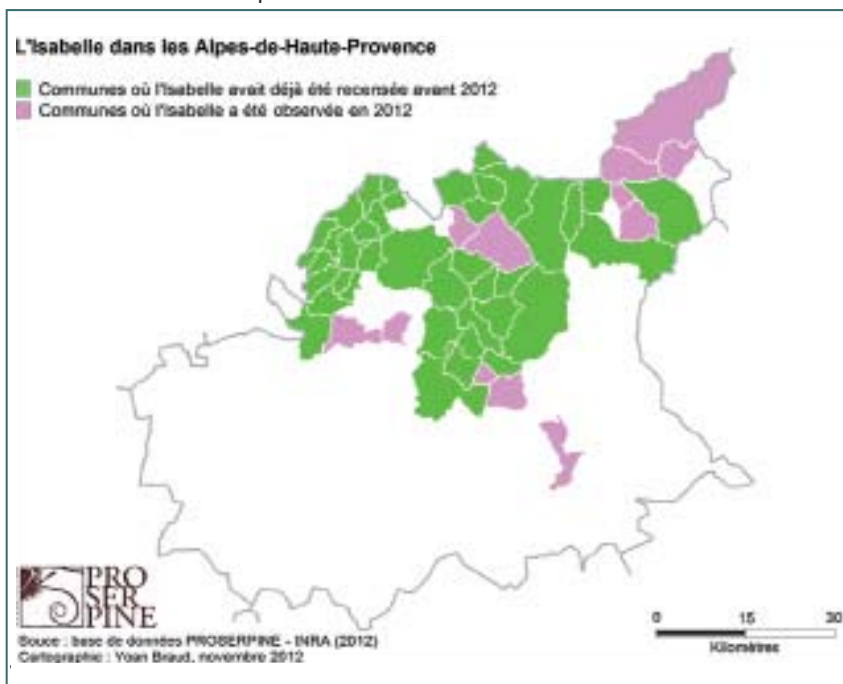 L'Isabelle dans les Alpes-de-Haute-Provence
Communes où l'Isabelle avait déjà été recensée avant 2012
Communes où l'Isabelle a été observée en 2012
PRO
SER
PINE
Souce : base de données PROSERPINE - INRA (2012)
Cartographie : Yoan Braud, novembre 2012
0 15 30
Kilomètres